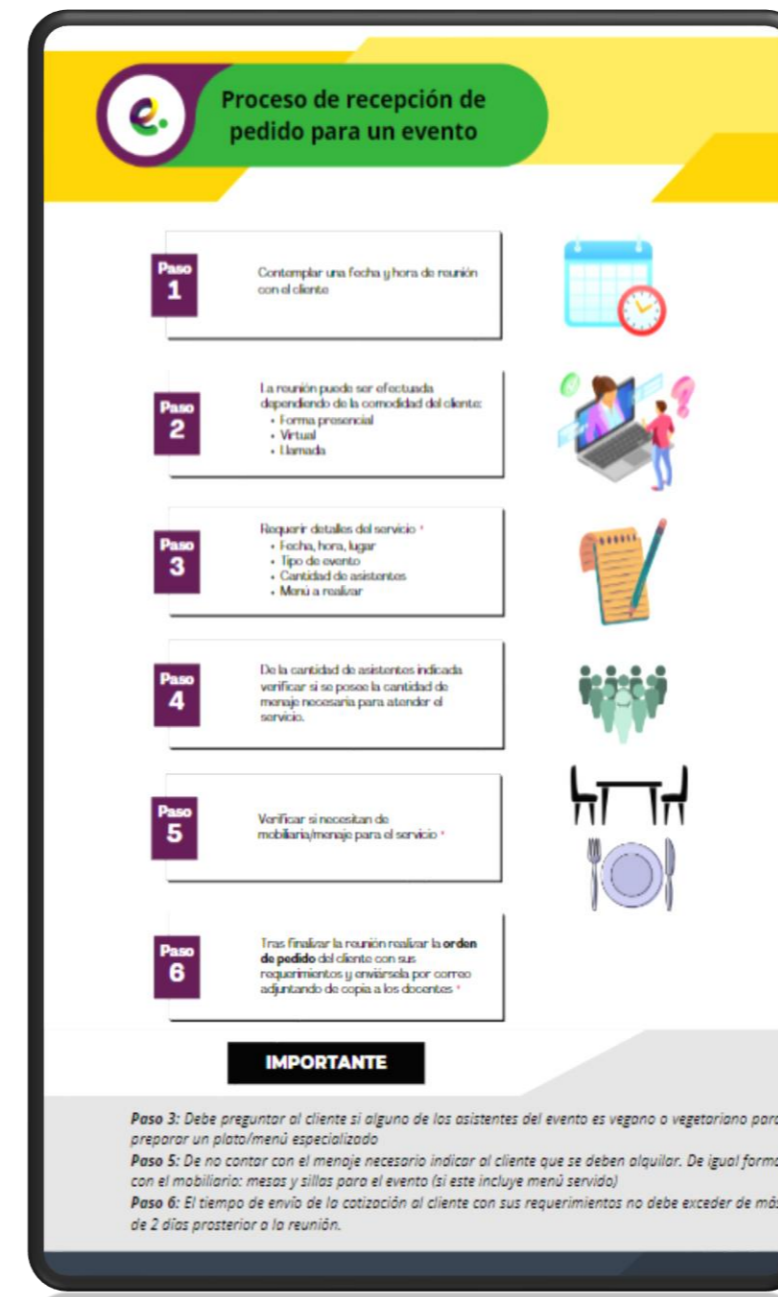 e.
Proceso de recepción de
pedido para un evento
Paso
1
Contemplar una fecha y hora de reunión
con el cliente
Paso
2
La reunión puede ser efectuada
dependiendo de la comodidad del cliente:
• Forma presencial
• Virtual
• Llamada
Paso
3
Requerir detalles del servicio *
• Fecha, hora, lugar
• Tipo de evento
• Cantidad de asistentes
• Menú a realizar
Paso
4
De la cantidad de asistentes indicada
verificar si se posee la cantidad de
menaje necesaria para atender el
servicio.
Paso
5
Verificar si necesitan de
mobiliaria/menaje para el servicio *
Paso
6
Tras finalizar la reunión realizar la orden
de pedido del cliente con sus
requerimientos y enviársela por correo
adjuntando de copia a los docentes *
IMPORTANTE
Paso 3: Debe preguntar al cliente si alguno de los asistentes del evento es vegano o vegetariano para
preparar un plato/menú especializado
Paso 5: De no contar con el menaje necesario indicar al cliente que se deben alquilar. De igual forma
con el mobiliario: mesas y sillas para el evento (si este incluye menú servido)
Paso 6: El tiempo de envío de la cotización al cliente con sus requerimientos no debe exceder de más
de 2 días prosterior a la reunión.